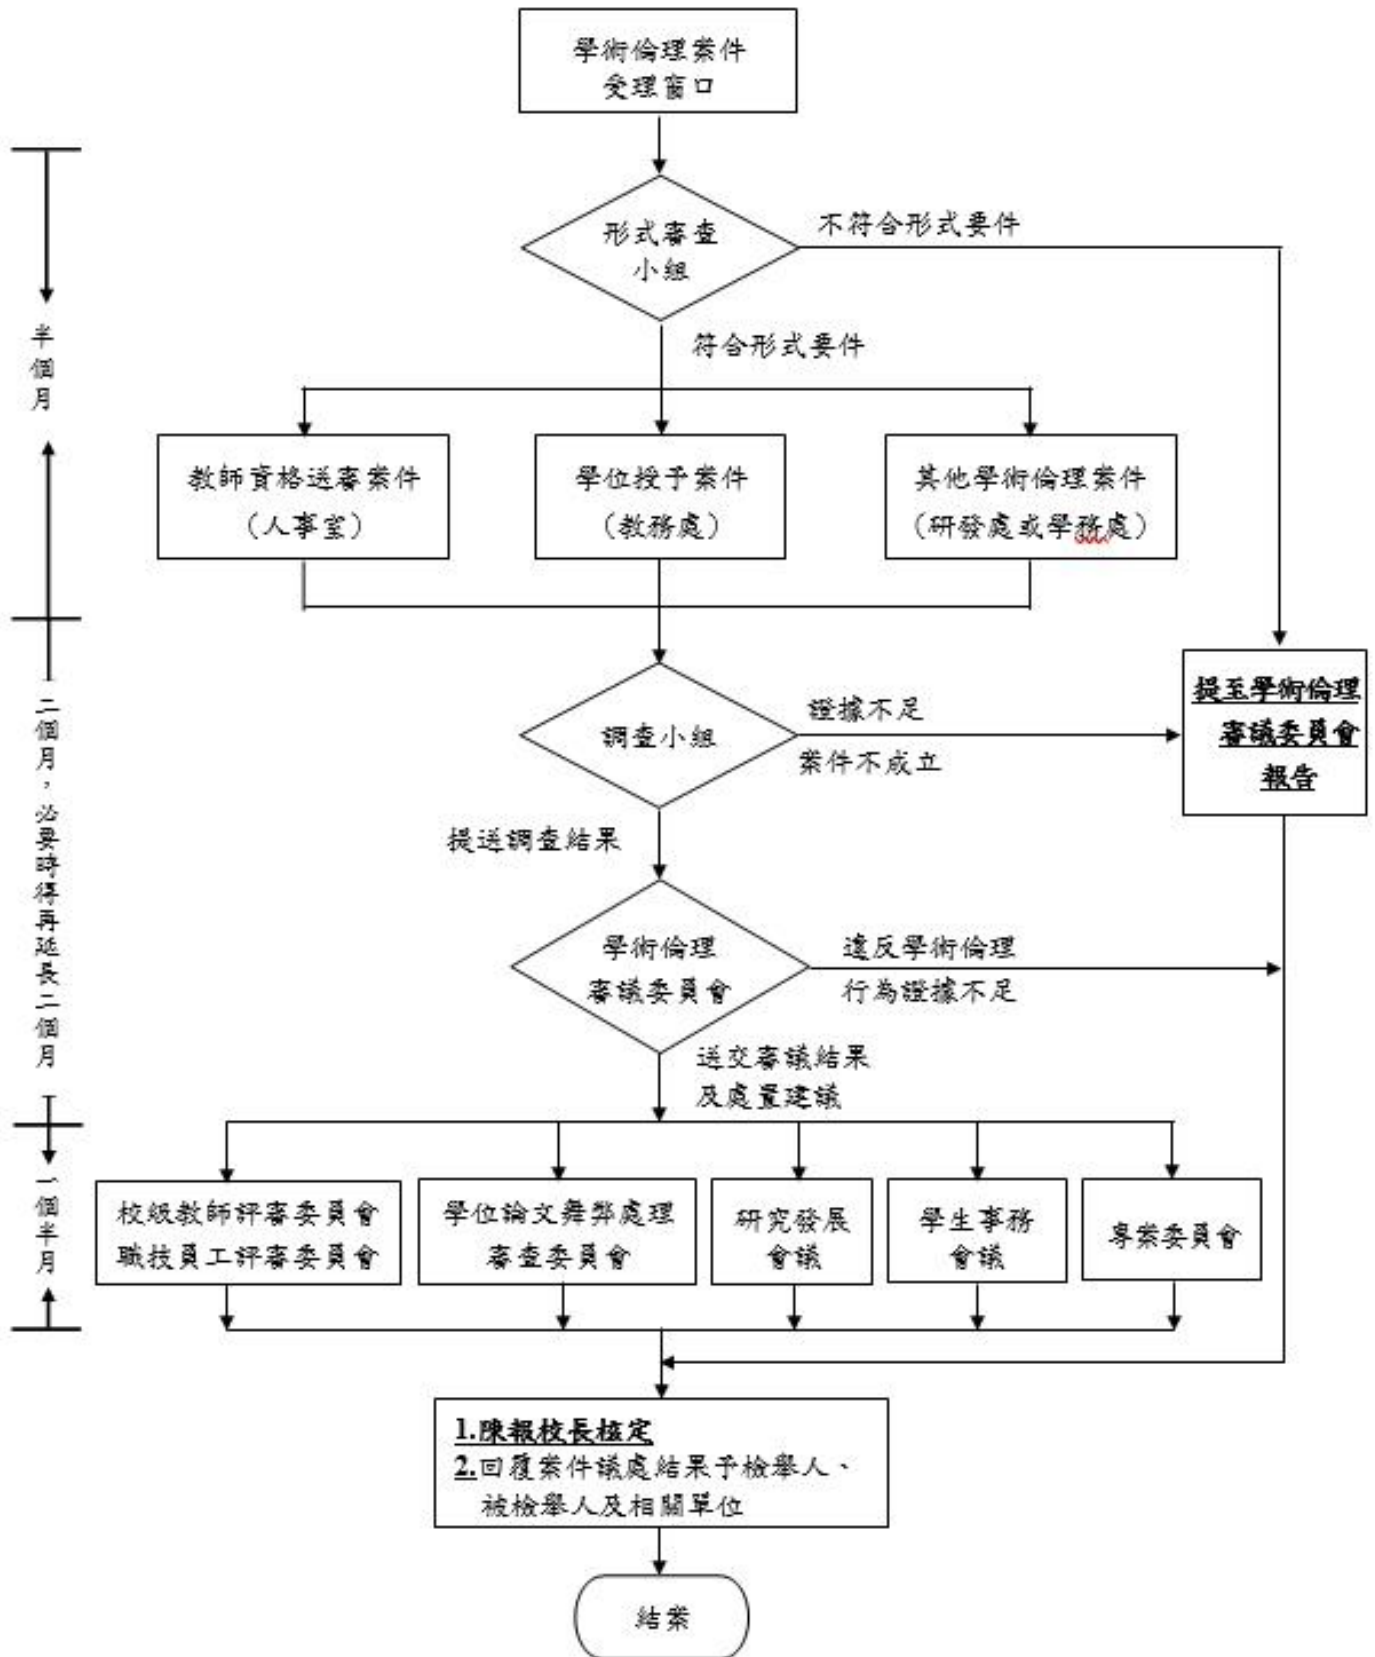 學術倫理案件
受理窗口
形式審查
小組
不符合形式要件
符合形式要件
半個月
教師資格送審案件
(人事室)
學位授予案件
(教務處)
其他學術倫理案件
(研發處或學務處)
提至學術倫理
審議委員會
報告
調查小組
證據不足
案件不成立
二個月，必要時得再延長二個月
提送調查結果
學術倫理
審議委員會
違反學術倫理
行為證據不足
送交審議結果
及處置建議
一個半月
校級教師評審委員會
職技員工評審委員會
學位論文舞弊處理
審查委員會
研究發展
會議
學生事務
會議
專案委員會
1.陳報校長核定
2.回覆案件議處結果予檢舉人、
被檢舉人及相關單位
結案